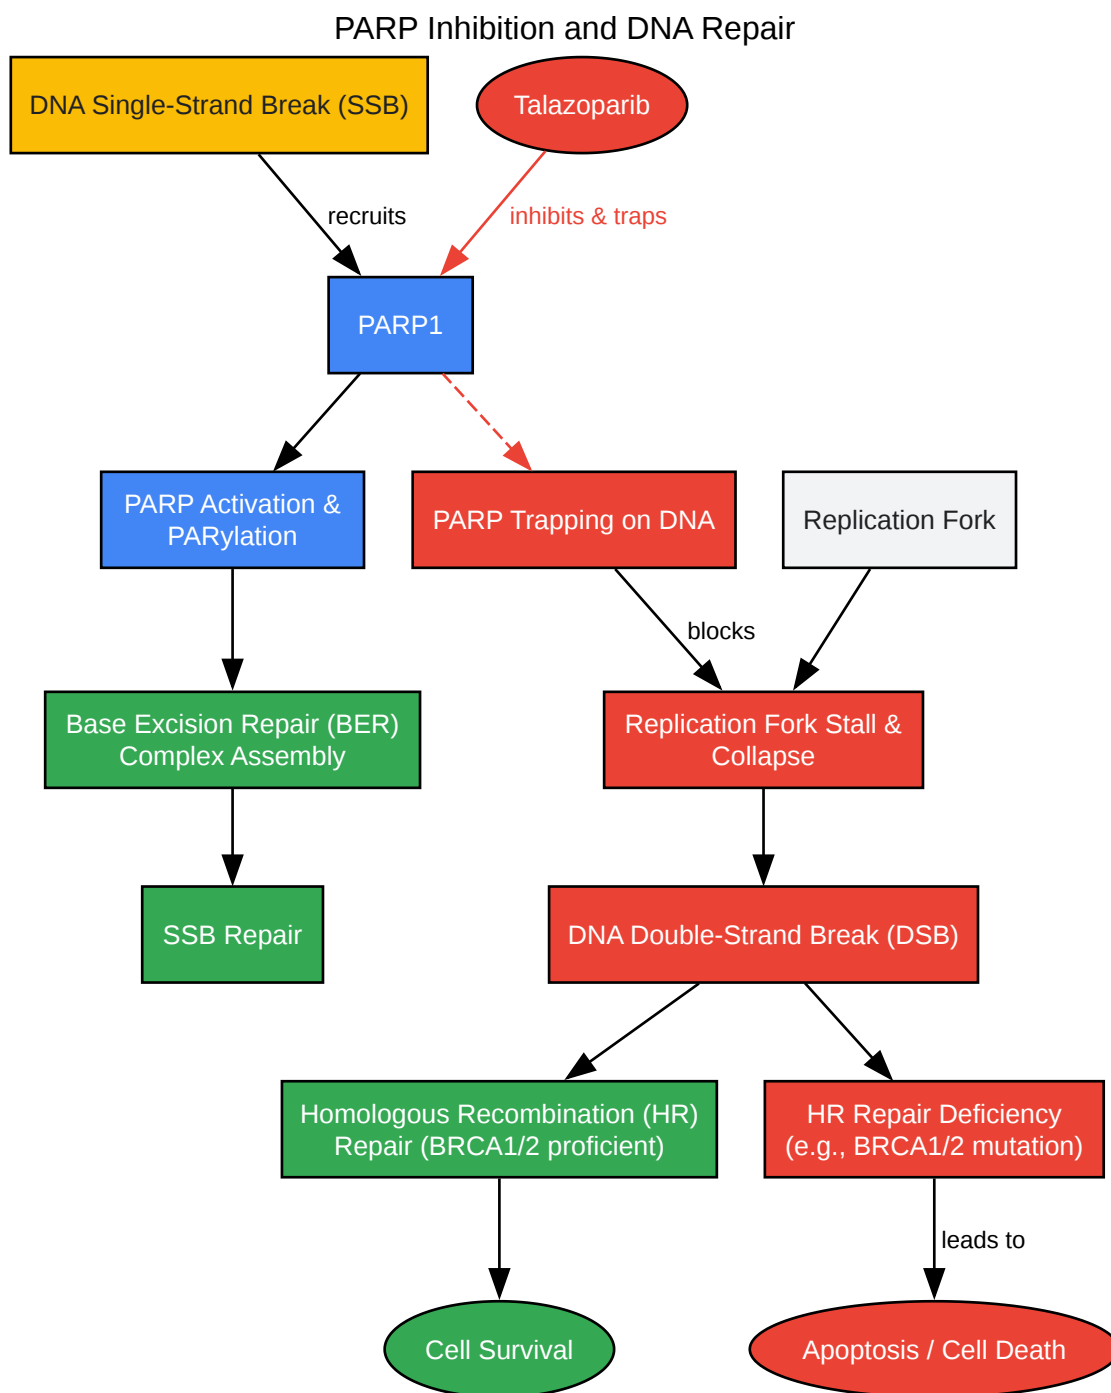 PARP Inhibition and DNA Repair
DNA Single-Strand Break (SSB)
Talazoparib
recruits
inhibits & traps
PARP1
PARP Activation &
PARylation
PARP Trapping on DNA
Replication Fork
blocks
Base Excision Repair (BER)
Complex Assembly
Replication Fork Stall &
Collapse
SSB Repair
DNA Double-Strand Break (DSB)
Homologous Recombination (HR)
Repair (BRCA1/2 proficient)
HR Repair Deficiency
(e.g., BRCA1/2 mutation)
leads to
Cell Survival
Apoptosis / Cell Death